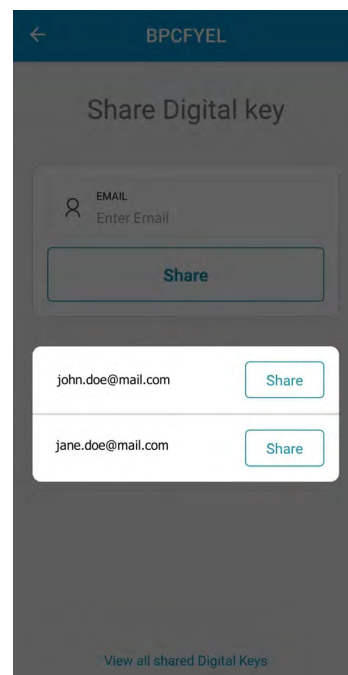 BPCFYEL
Share Digital key
EMAIL
Enter Email
Share
john.doe@mail.com Share
jane.doe@mail.com Share
View all shared Digital Keys